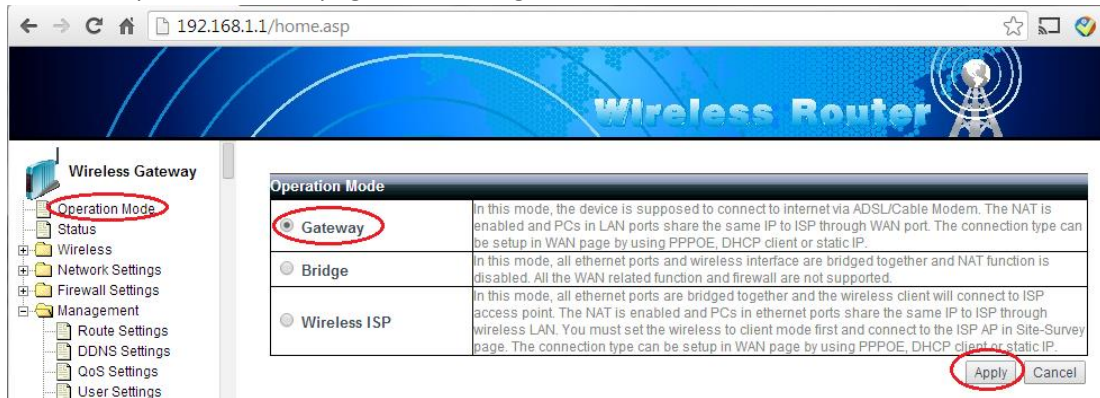 192.168.1.1/home.asp
Wireless Router
Wireless Gateway
Operation Mode
Status
Wireless
Network Settings
Firewall Settings
Management
Route Settings
DDNS Settings
QoS Settings
User Settings
Operation Mode
Gateway
In this mode, the device is supposed to connect to internet via ADSL/Cable Modem. The NAT is
enabled and PCs in LAN ports share the same IP to ISP through WAN port. The connection type can
be setup in WAN page by using PPPOE, DHCP client or static IP.
Bridge
In this mode, all ethernet ports and wireless interface are bridged together and NAT function is
disabled. All the WAN related function and firewall are not supported.
Wireless ISP
In this mode, all ethernet ports are bridged together and the wireless client will connect to ISP
access point. The NAT is enabled and PCs in ethernet ports share the same IP to ISP through
wireless LAN. You must set the wireless to client mode first and connect to the ISP AP in Site-Survey
page. The connection type can be setup in WAN page by using PPPOE, DHCP client or static IP.
Apply Cancel